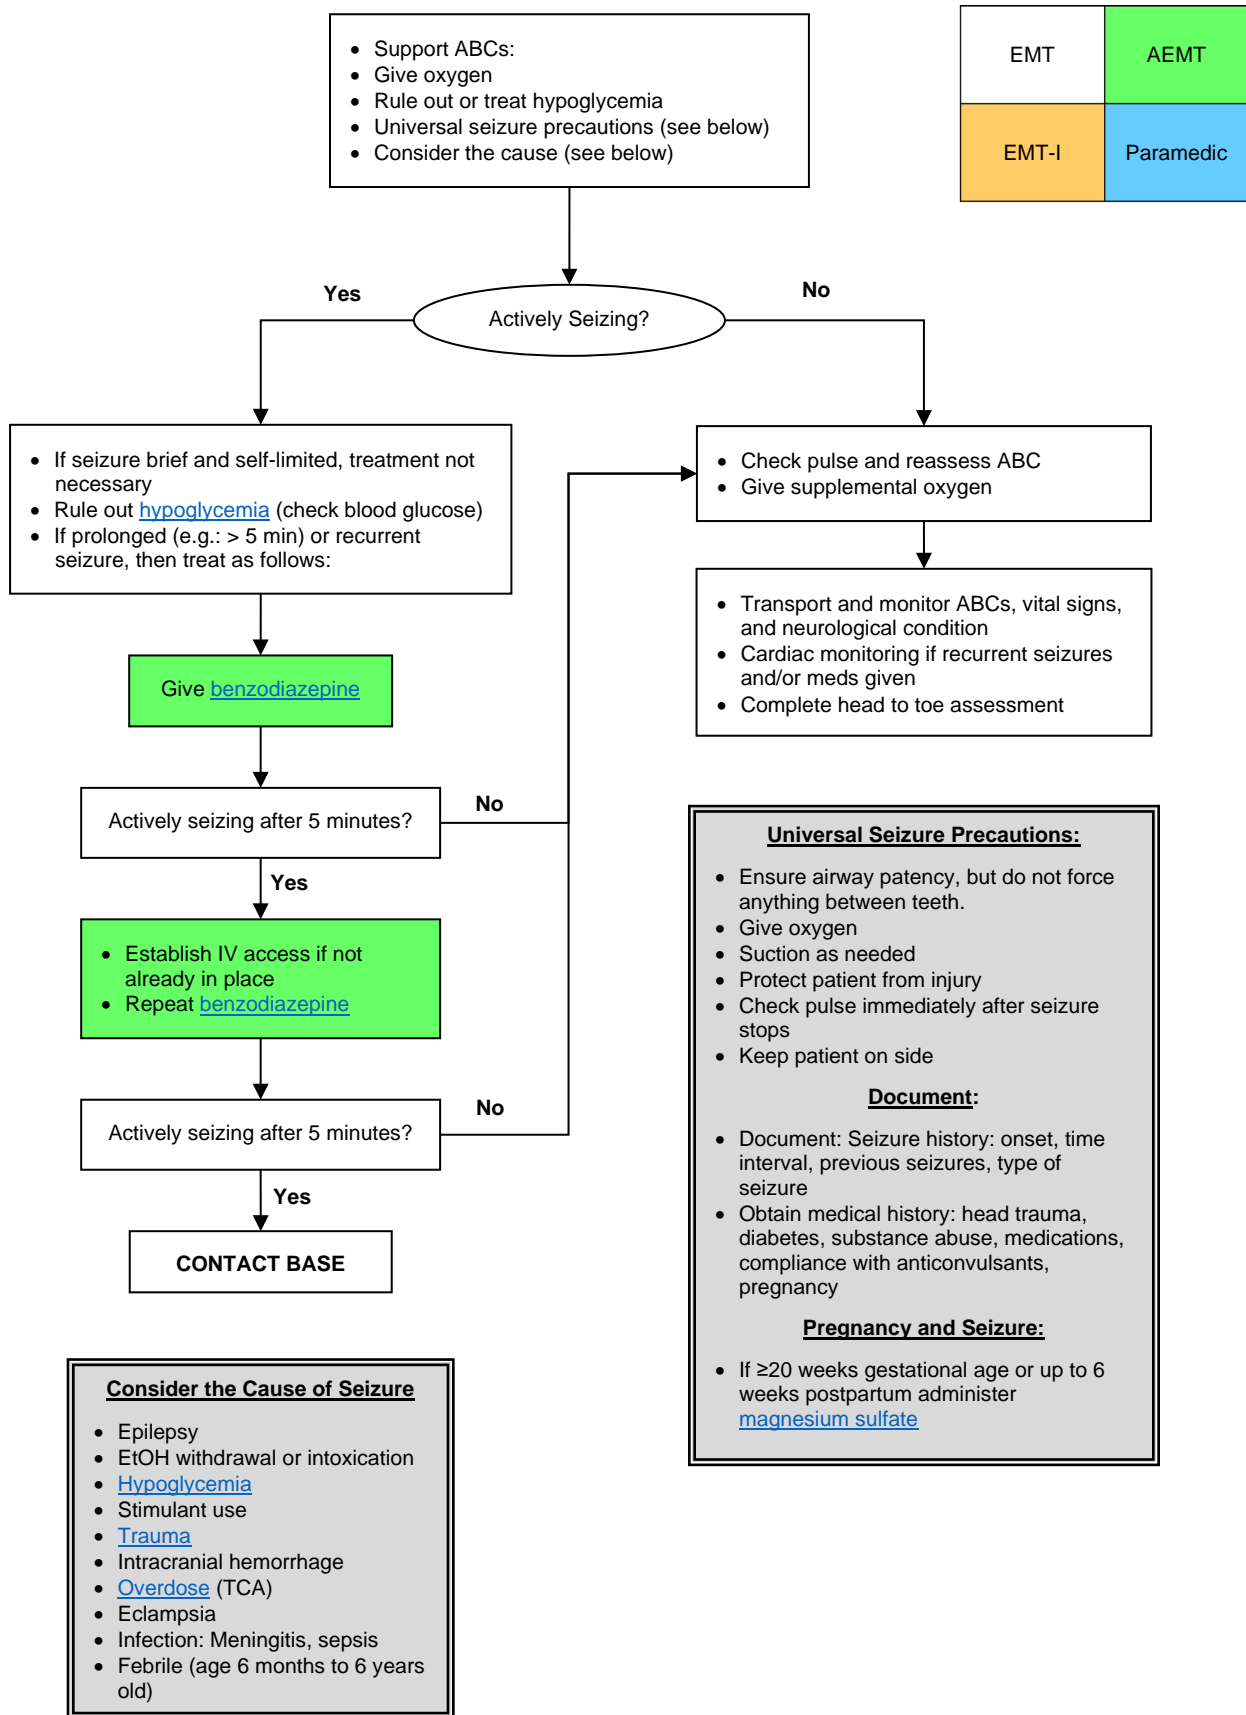 • Support ABCs:
• Give oxygen
• Rule out or treat hypoglycemia
• Universal seizure precautions (see below)
• Consider the cause (see below)
EMT
AEMT
EMT-I
Paramedic
Actively Seizing?
Yes
No
• If seizure brief and self-limited, treatment not
necessary
• Rule out hypoglycemia (check blood glucose)
• If prolonged (e.g.: > 5 min) or recurrent
seizure, then treat as follows:
• Check pulse and reassess ABC
• Give supplemental oxygen
• Transport and monitor ABCs, vital signs,
and neurological condition
• Cardiac monitoring if recurrent seizures
and/or meds given
• Complete head to toe assessment
Give benzodiazepine
Actively seizing after 5 minutes?
No
Yes
• Establish IV access if not
already in place
• Repeat benzodiazepine
Actively seizing after 5 minutes?
No
Yes
CONTACT BASE
Universal Seizure Precautions:
• Ensure airway patency, but do not force
anything between teeth.
• Give oxygen
• Suction as needed
• Protect patient from injury
• Check pulse immediately after seizure
stops
• Keep patient on side
Document:
• Document: Seizure history: onset, time
interval, previous seizures, type of
seizure
• Obtain medical history: head trauma,
diabetes, substance abuse, medications,
compliance with anticonvulsants,
pregnancy
Pregnancy and Seizure:
• If ≥20 weeks gestational age or up to 6
weeks postpartum administer
magnesium sulfate
Consider the Cause of Seizure
• Epilepsy
• EtOH withdrawal or intoxication
• Hypoglycemia
• Stimulant use
• Trauma
• Intracranial hemorrhage
• Overdose (TCA)
• Eclampsia
• Infection: Meningitis, sepsis
• Febrile (age 6 months to 6 years
old)